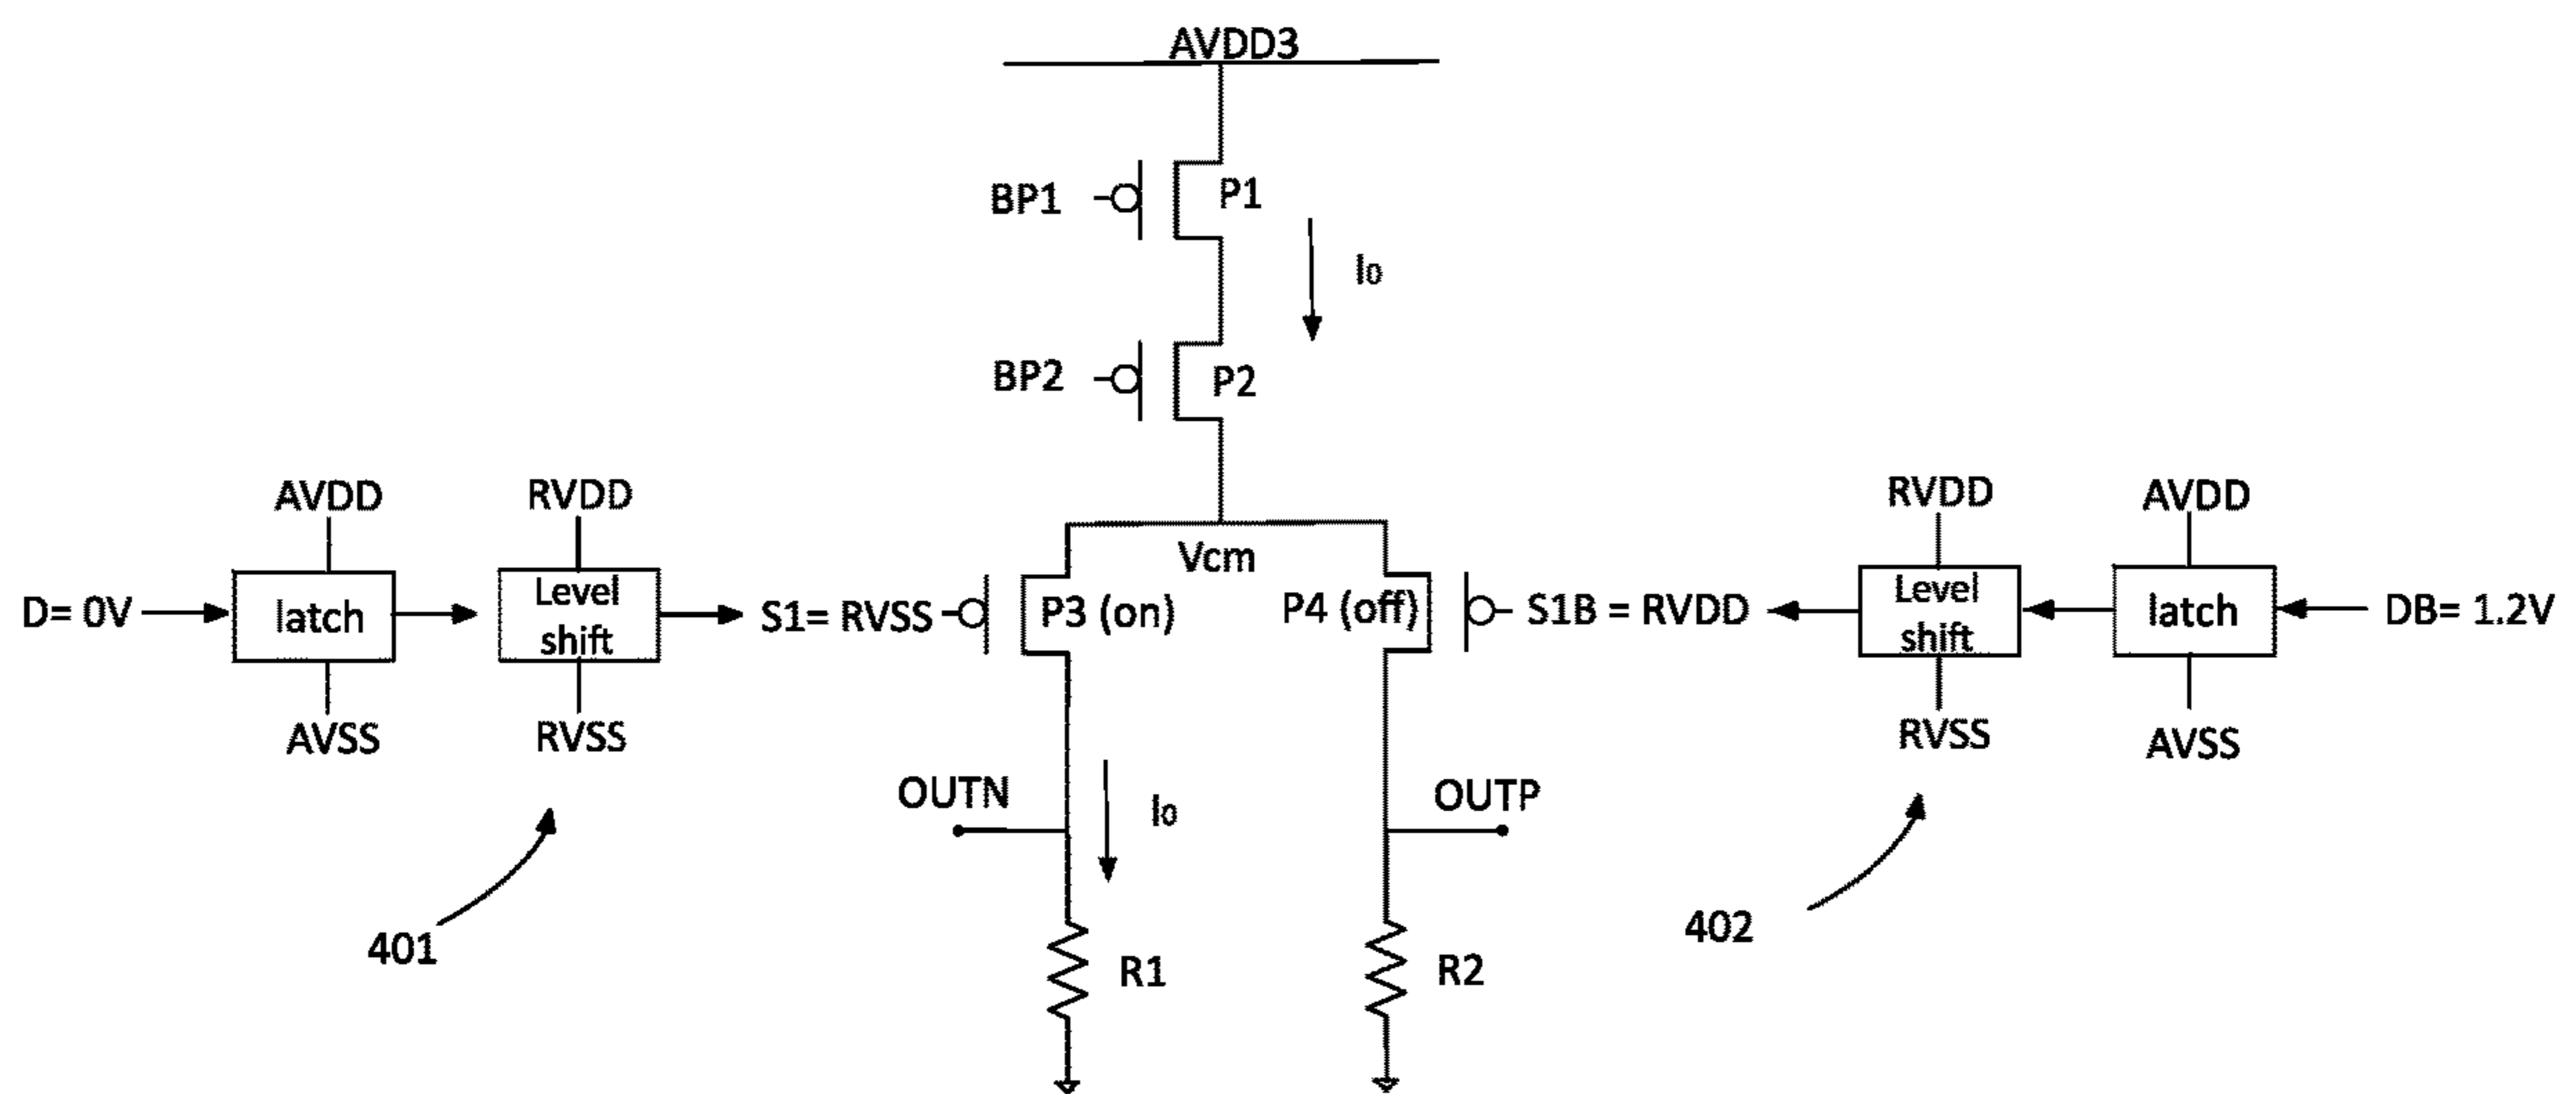 AVDD3
BP1
P1
I0
BP2
P2
AVDD
RVDD
RVDD
AVDD
Vcm
D= 0V
latch
Level
shift
S1= RVSS
P3 (on)
P4 (off)
S1B = RVDD
Level
shift
latch
DB= 1.2V
AVSS
RVSS
RVSS
AVSS
OUTN
I0
OUTP
401
402
R1
R2